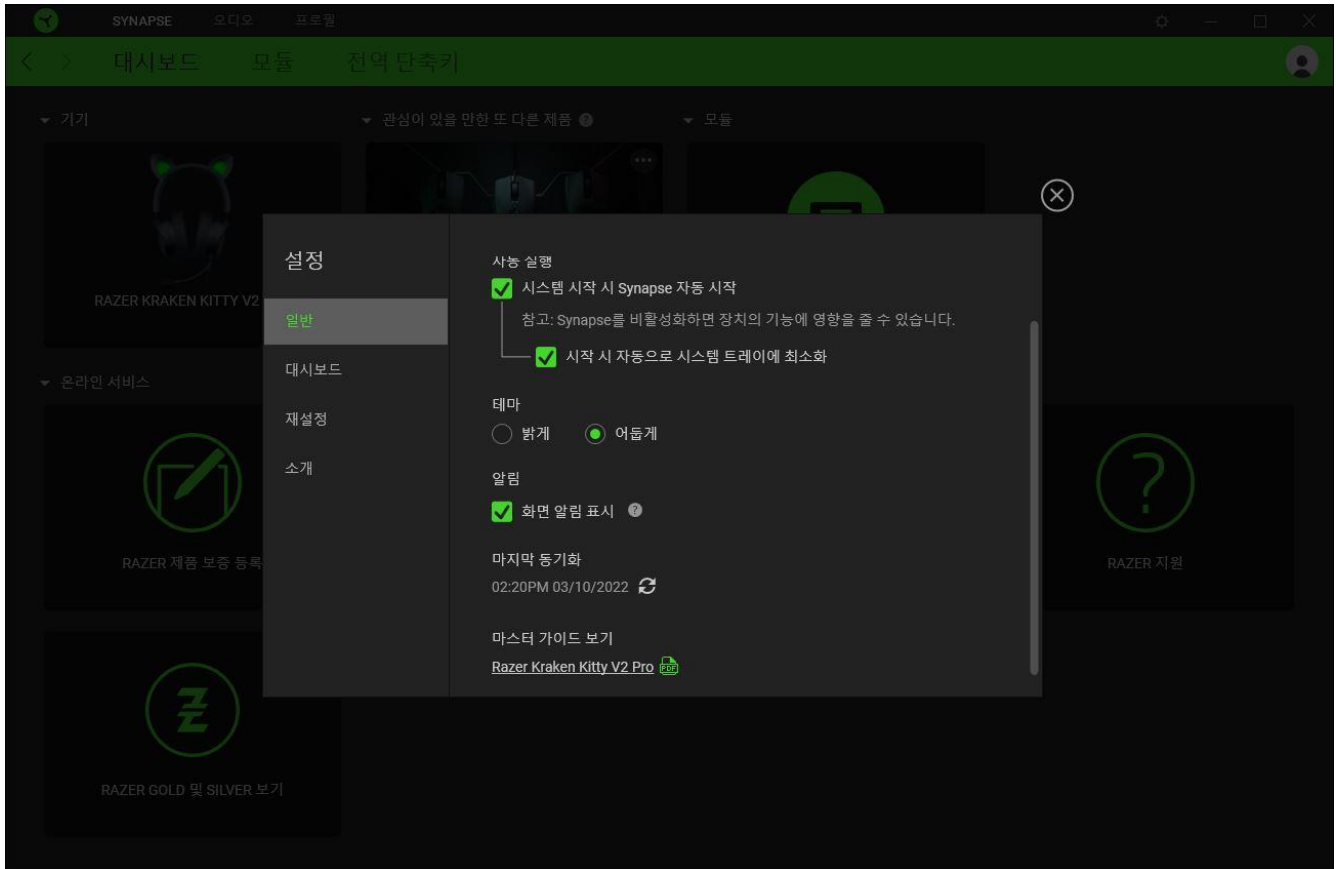 SYNAPSE 오디오 프로필
대시보드 모듈 전역 단축키
기기
관심이 있을 만한 또 다른 제품
모듈
RAZER KRAKEN KITTY V2
온라인 서비스
RAZER 제품 보증 등록
RAZER 지원
RAZER GOLD 및 SILVER 보기
설정
일반
대시보드
재설정
소개
자동 실행
시스템 시작 시 Synapse 자동 시작
참고: Synapse를 비활성화하면 장치의 기능에 영향을 줄 수 있습니다.
시작 시 자동으로 시스템 트레이에 최소화
테마
밝게 어둡게
알림
화면 알림 표시
마지막 동기화
02:20PM 03/10/2022
마스터 가이드 보기
Razer Kraken Kitty V2 Pro PDF